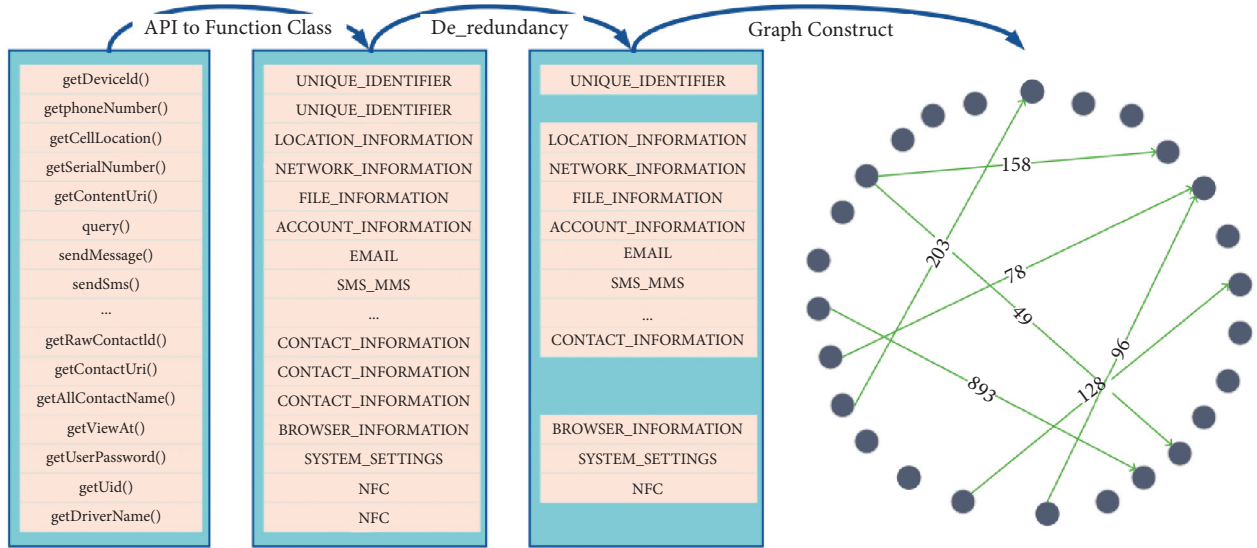 API to Function Class
De_redundancy
Graph Construct
getDeviceId()
getphoneNumber()
getCellLocation()
getSerialNumber()
getContentUri()
query()
sendMessage()
sendSms()
...
getRawContactId()
getContactUri()
getAllContactName()
getViewAt()
getUserPassword()
getUid()
getDriverName()
UNIQUE_IDENTIFIER
UNIQUE_IDENTIFIER
LOCATION_INFORMATION
NETWORK_INFORMATION
FILE_INFORMATION
ACCOUNT_INFORMATION
EMAIL
SMS_MMS
...
CONTACT_INFORMATION
CONTACT_INFORMATION
CONTACT_INFORMATION
BROWSER_INFORMATION
SYSTEM_SETTINGS
NFC
NFC
UNIQUE_IDENTIFIER
LOCATION_INFORMATION
NETWORK_INFORMATION
FILE_INFORMATION
ACCOUNT_INFORMATION
EMAIL
SMS_MMS
...
CONTACT_INFORMATION
BROWSER_INFORMATION
SYSTEM_SETTINGS
NFC
158
203
78
49
96
893
128